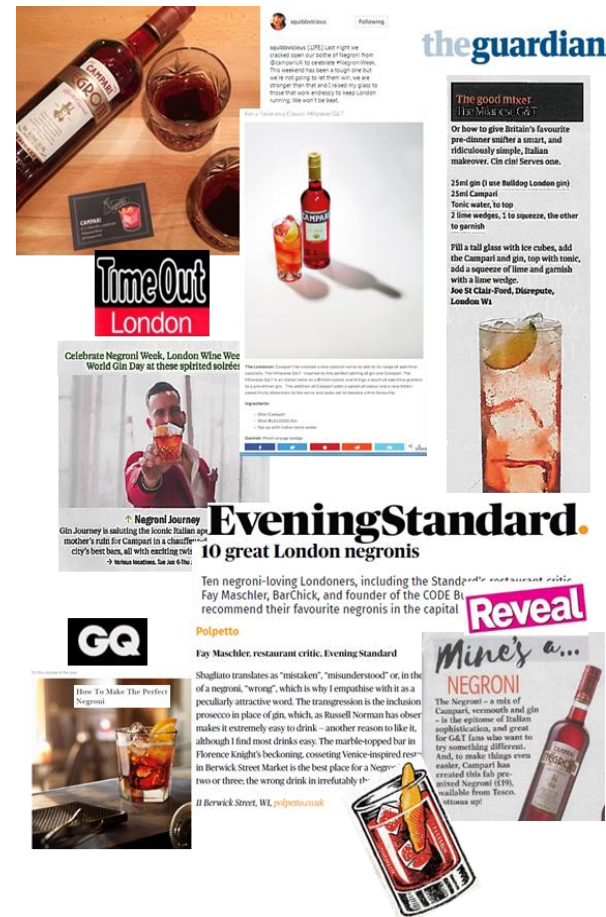 squibbvicious
Following
squibbvicious [LIFE] Last night we
cracked open our bottle of Negroni from
@campariUK to celebrate #NegroniWeek.
This weekend has been a tough one but
we're not going to let them win, we are
stronger than that and I raised my glass to
those that work endlessly to keep London
running. We won't be beat.
CAMPARI
NEGRONI
CAMPARI
For a Twist on a Classic: Milanese G&T
CAMPARI
theguardian
The good mixer
The Milanese G&T
Or how to give Britain's favourite
pre-dinner snifter a smart, and
ridiculously simple, Italian
makeover. Cin cin! Serves one.
25ml gin (I use Bulldog London gin)
25ml Campari
Tonic water, to top
2 lime wedges, 1 to squeeze, the other
to garnish
Fill a tall glass with ice cubes, add
the Campari and gin, top with tonic,
add a squeeze of lime and garnish
with a lime wedge.
Joe St Clair-Ford, Disrepute,
London W1
TimeOut
London
Celebrate Negroni Week, London Wine Wee
World Gin Day at these spirited soirées
↑ Negroni Journey
Gin Journey is saluting the iconic Italian ape
mother's ruin for Campari in a chauffe
city's best bars, all with exciting twis
→ Various locations. Tue Jun 6-Thu
Ingredients:
EveningStandard.
10 great London negronis
Ten negroni-loving Londoners, including the Standard's restaurant critic
Fay Maschler, BarChick, and founder of the CODE Bu
recommend their favourite negronis in the capital
Polpetto
Fay Maschler, restaurant critic, Evening Standard
Sbagliato translates as "mistaken", "misunderstood" or, in the
of a negroni, "wrong", which is why I empathise with it as a
peculiarly attractive word. The transgression is the inclusion
prosecco in place of gin, which, as Russell Norman has obser
makes it extremely easy to drink – another reason to like it,
although I find most drinks easy. The marble-topped bar in
Florence Knight's beckoning, cosseting Venice-inspired rest
in Berwick Street Market is the best place for a Negro
two or three; the wrong drink in irrefutably th
11 Berwick Street, W1, polpetto.co.uk
GQ
How To Make The Perfect
Negroni
Reveal
Mine's a...
NEGRONI
The Negroni – a mix of
Campari, vermouth and gin
– is the epitome of Italian
sophistication, and great
for G&T fans who want to
try something different.
And, to make things even
easier, Campari has
created this fab pre-
mixed Negroni (£19,
available from Tesco.
ottoms up!